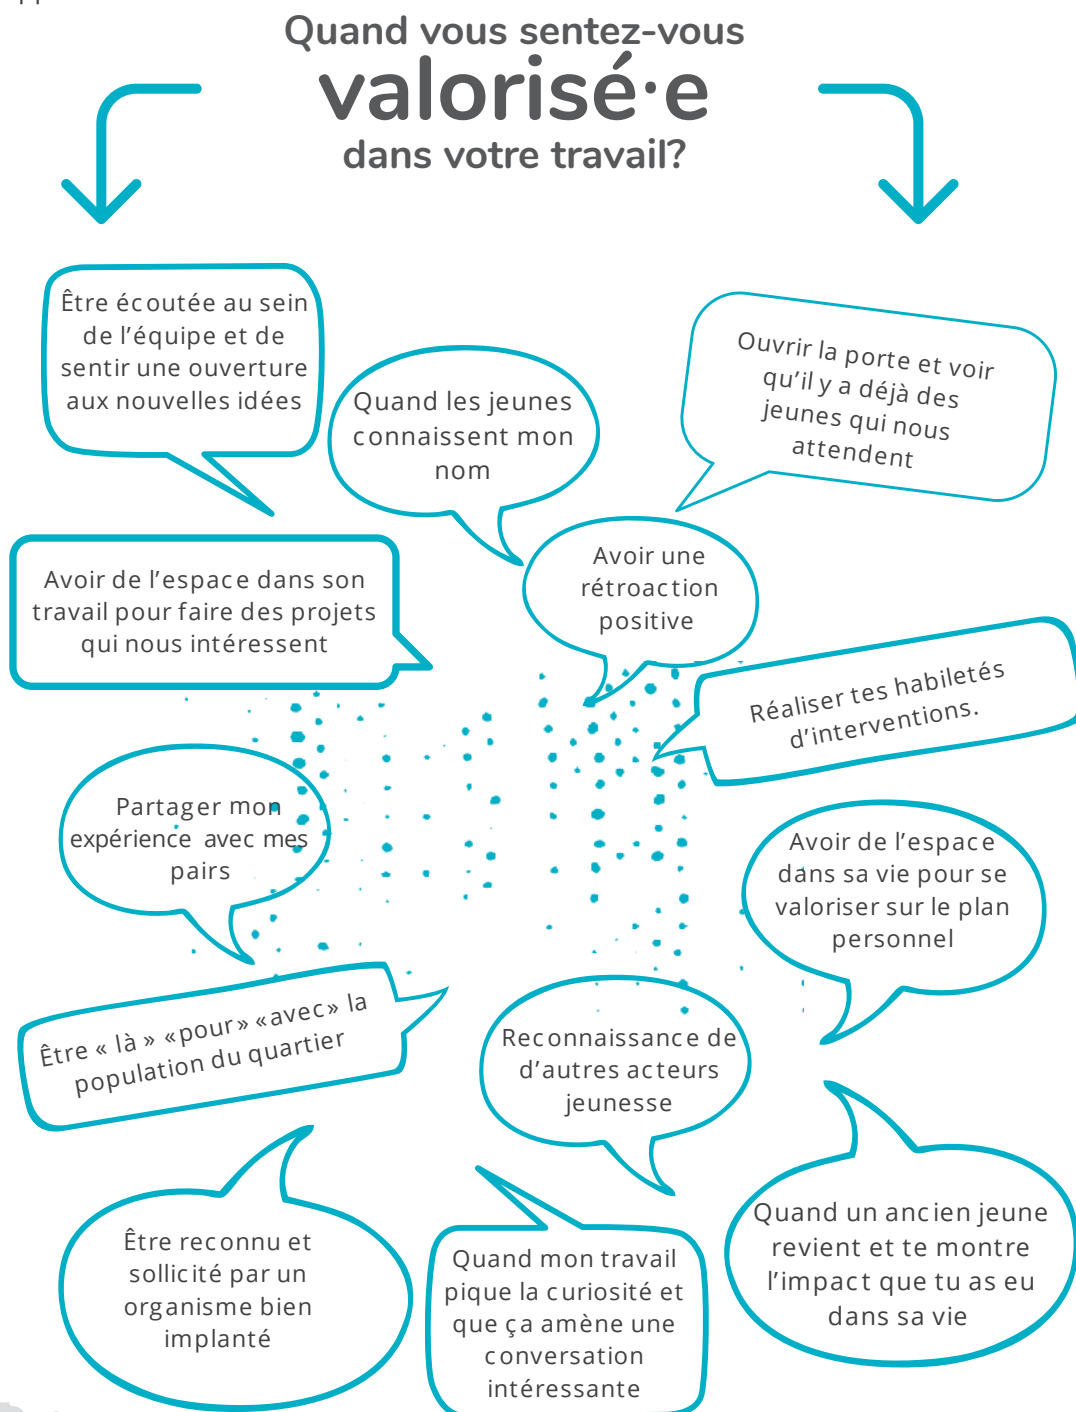 Quand vous sentez-vous
valorisé·e
dans votre travail?
Être écoutée au sein
de l'équipe et de
sentir une ouverture
aux nouvelles idées
Quand les jeunes
connaissent mon
nom
Ouvrir la porte et voir
qu'il y a déjà des
jeunes qui nous
attendent
Avoir de l'espace dans son
travail pour faire des projets
qui nous intéressent
Avoir une
rétroaction
positive
Réaliser tes habiletés
d'interventions.
Partager mon
expérience avec mes
pairs
Avoir de l'espace
dans sa vie pour se
valoriser sur le plan
personnel
Être « là » «pour» «avec» la
population du quartier
Reconnaissance de
d'autres acteurs
jeunesse
Être reconnu et
sollicité par un
organisme bien
implanté
Quand mon travail
pique la curiosité et
que ça amène une
conversation
intéressante
Quand un ancien jeune
revient et te montre
l'impact que tu as eu
dans sa vie